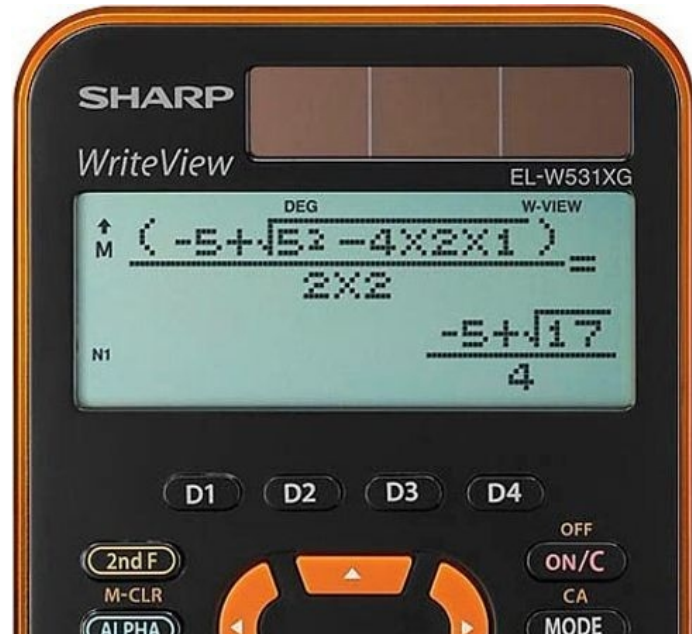 SHARP
WriteView
EL-W531XG
DEG W-VIEW
M (-5+√5²-4×2×1) =
2×2
-5+√17
N1
4
D1 D2 D3 D4
OFF
2nd F ON/C
M-CLR CA
ALPHA MODE